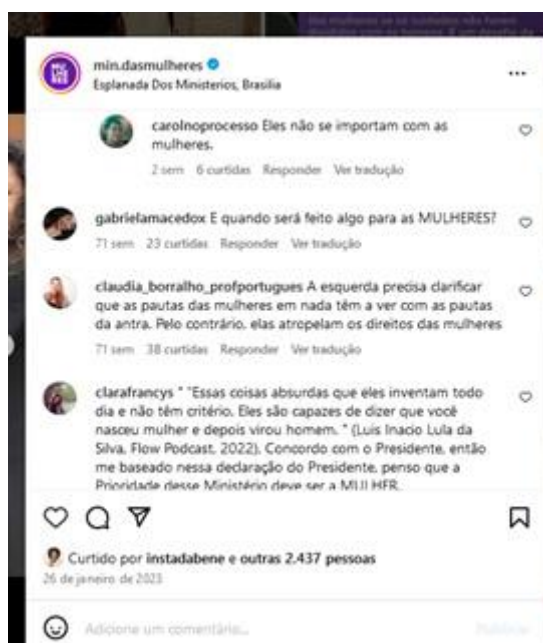 min.dasmulheres
Esplanada Dos Ministerios, Brasilia
carolnoprocesso Eles não se importam com as
mulheres.
2 sem 6 curtidas Responder Ver tradução
gabrielamacedox E quando será feito algo para as MULHERES?
71 sem 23 curtidas Responder Ver tradução
claudia_borralho_profportugues A esquerda precisa clarificar
que as pautas das mulheres em nada têm a ver com as pautas
da antra. Pelo contrário, elas atropelam os direitos das mulheres
71 sem 38 curtidas Responder Ver tradução
clarafrancys " "Essas coisas absurdas que eles inventam todo
dia e não têm critério. Eles são capazes de dizer que você
nasceu mulher e depois virou homem. " (Luis Inacio Lula da
Silva, Flow Podcast, 2022). Concordo com o Presidente, então
me baseado nessa declaração do Presidente, penso que a
Prioridade desse Ministério deve ser a MULHER.
Curtido por instadabene e outras 2.437 pessoas
26 de janeiro de 2023
Adicione um comentário...
Publicar